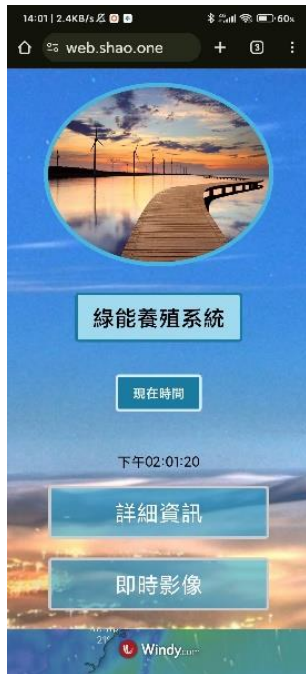 14:01 | 2.4KB/s
60%
web.shao.one
3
綠能養殖系統
現在時間
下午02:01:20
詳細資訊
即時影像
Windy.com